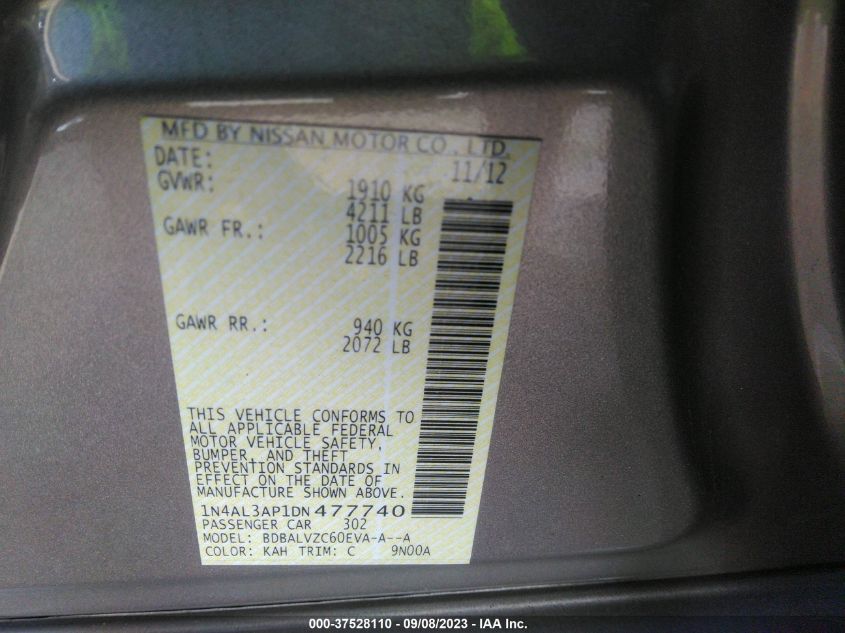 MFD BY NISSAN MOTOR CO., LTD.
DATE: 11/12
GVWR: 1910 KG
4211 LB
GAWR FR.: 1005 KG
2216 LB
GAWR RR.: 940 KG
2072 LB
THIS VEHICLE CONFORMS TO
ALL APPLICABLE FEDERAL
MOTOR VEHICLE SAFETY,
BUMPER, AND THEFT
PREVENTION STANDARDS IN
EFFECT ON THE DATE OF
MANUFACTURE SHOWN ABOVE.
1N4AL3AP1DN477740
PASSENGER CAR 302
MODEL: BDBALVZC60EVA-A--A
COLOR: KAH TRIM: C 9N00A
000-37528110 - 09/08/2023 - IAA Inc.